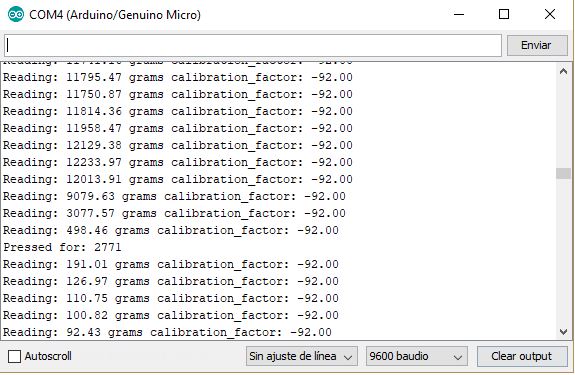 COM4 (Arduino/Genuino Micro)
Enviar
Reading: 11795.47 grams calibration_factor: -92.00
Reading: 11750.87 grams calibration_factor: -92.00
Reading: 11814.36 grams calibration_factor: -92.00
Reading: 11958.47 grams calibration_factor: -92.00
Reading: 12129.38 grams calibration_factor: -92.00
Reading: 12233.97 grams calibration_factor: -92.00
Reading: 12013.91 grams calibration_factor: -92.00
Reading: 9079.63 grams calibration_factor: -92.00
Reading: 3077.57 grams calibration_factor: -92.00
Reading: 498.46 grams calibration_factor: -92.00
Pressed for: 2771
Reading: 191.01 grams calibration_factor: -92.00
Reading: 126.97 grams calibration_factor: -92.00
Reading: 110.75 grams calibration_factor: -92.00
Reading: 100.82 grams calibration_factor: -92.00
Reading: 92.43 grams calibration_factor: -92.00
Autoscroll Sin ajuste de línea 9600 baudio Clear output